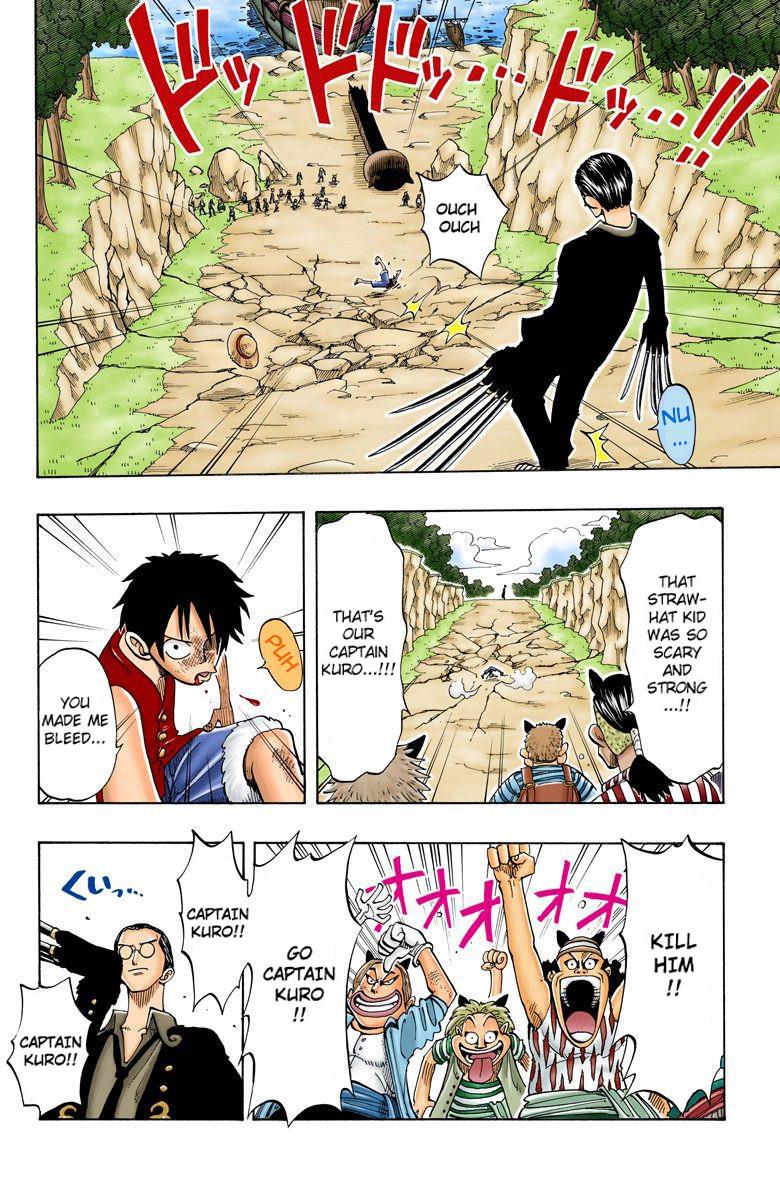 ドッドドッ・・・ドッ・・!!
OUCH
OUCH
NU
...
THAT
STRAW-
HAT KID
WAS SO
SCARY
AND
STRONG
...!!
THAT'S
OUR
CAPTAIN
KURO...!!!
PUH
YOU
MADE ME
BLEED...
KILL
HIM
!!
オオオオオ
GO
CAPTAIN
KURO
!!
CAPTAIN
KURO!!
くいっ...
CAPTAIN
KURO!!